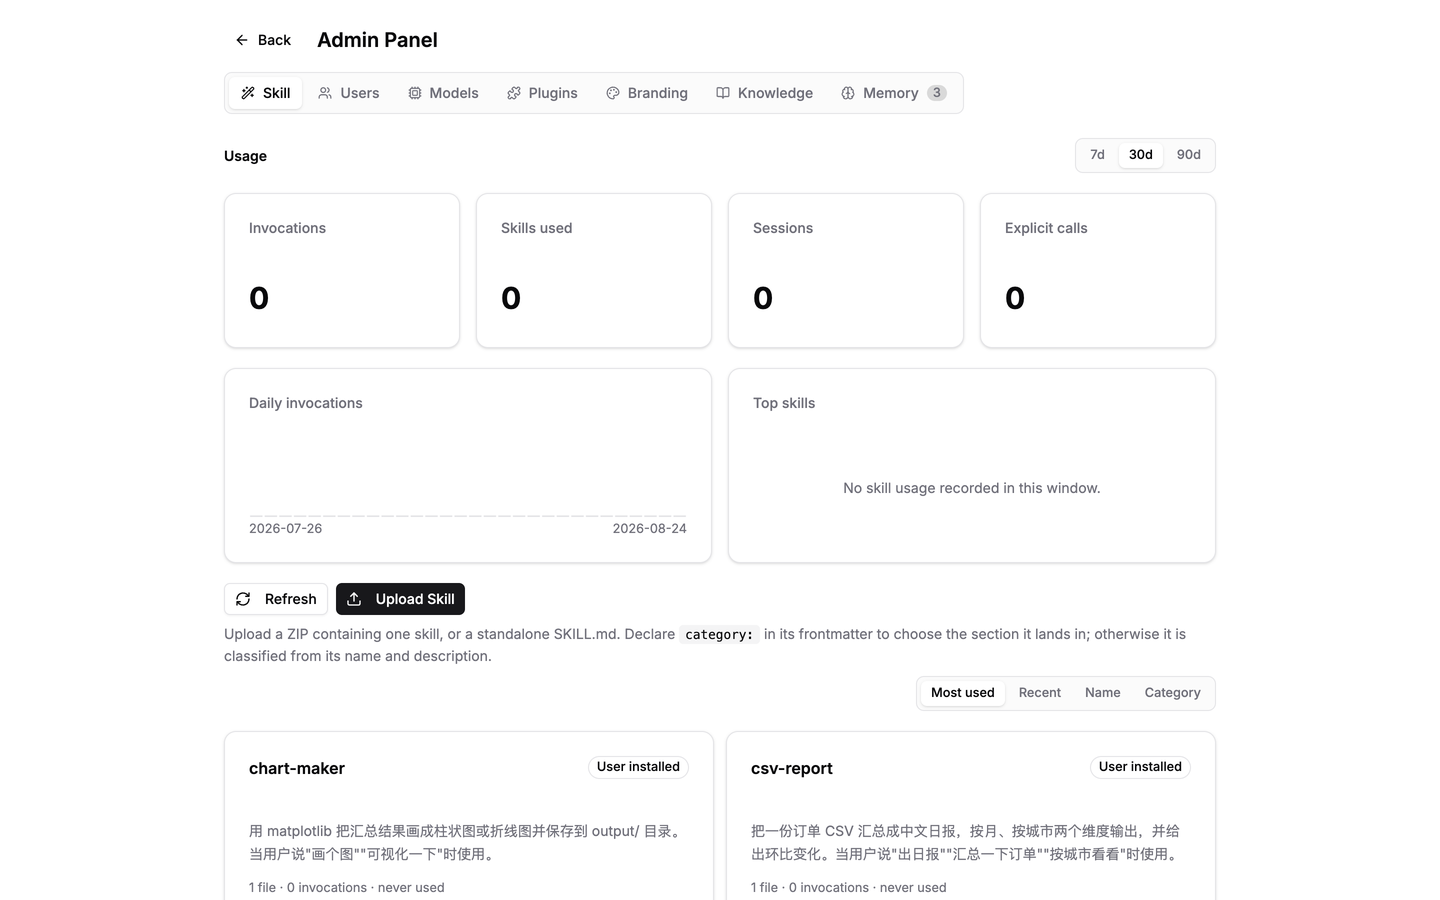 Back
Admin Panel
Skill
Users
Models
Plugins
Branding
Knowledge
Memory 3
Usage
7d
30d
90d
Invocations
0
Skills used
0
Sessions
0
Explicit calls
0
Daily invocations
2026-07-26
2026-08-24
Top skills
No skill usage recorded in this window.
Refresh
Upload Skill
Upload a ZIP containing one skill, or a standalone SKILL.md. Declare category: in its frontmatter to choose the section it lands in; otherwise it is
classified from its name and description.
Most used
Recent
Name
Category
chart-maker
User installed
用 matplotlib 把汇总结果画成柱状图或折线图并保存到 output/ 目录。
当用户说"画个图""可视化一下"时使用。
1 file · 0 invocations · never used
csv-report
User installed
把一份订单 CSV 汇总成中文日报，按月、按城市两个维度输出，并给
出环比变化。当用户说"出日报""汇总一下订单""按城市看看"时使用。
1 file · 0 invocations · never used